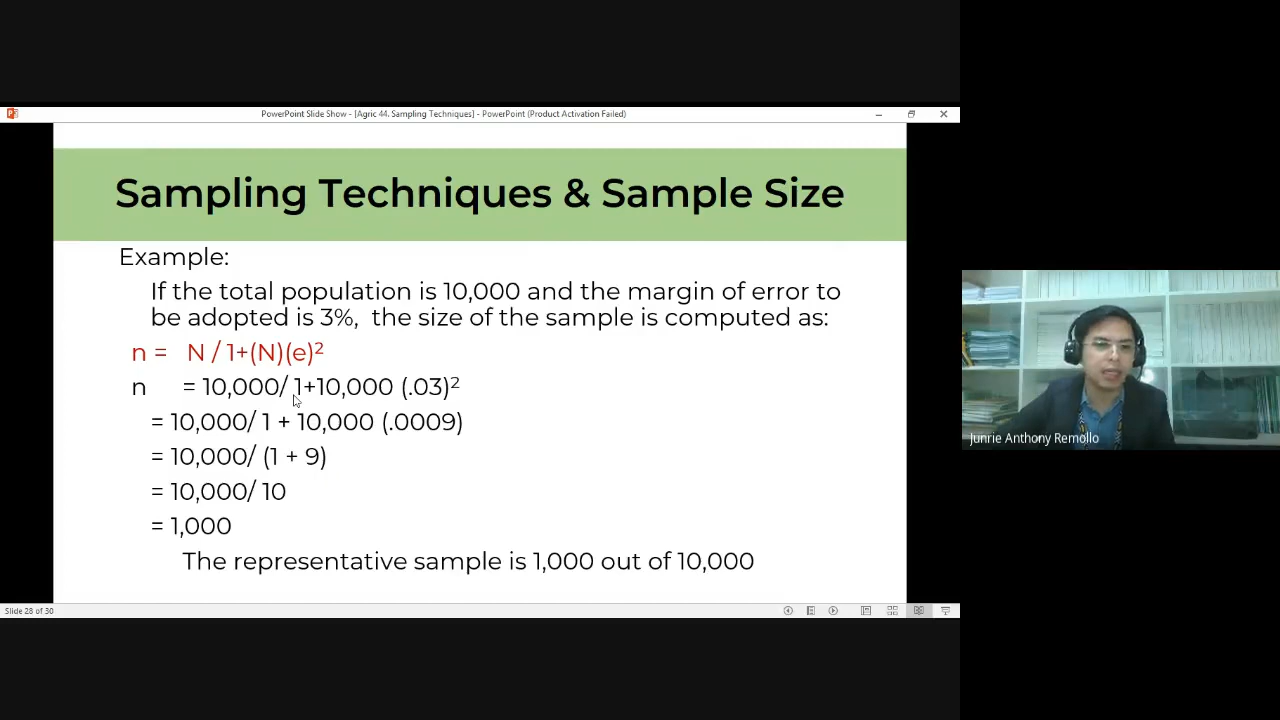 PowerPoint Slide Show - [Agric 44. Sampling Techniques] - PowerPoint (Product Activation Failed)
Sampling Techniques & Sample Size
Example:
If the total population is 10,000 and the margin of error to
be adopted is 3%,  the size of the sample is computed as:
n =   N / 1+(N)(e)²
n     = 10,000/ 1+10,000 (.03)²
= 10,000/ 1 + 10,000 (.0009)
= 10,000/ (1 + 9)
= 10,000/ 10
= 1,000
The representative sample is 1,000 out of 10,000
Junrie Anthony Remollo
Slide 28 of 30